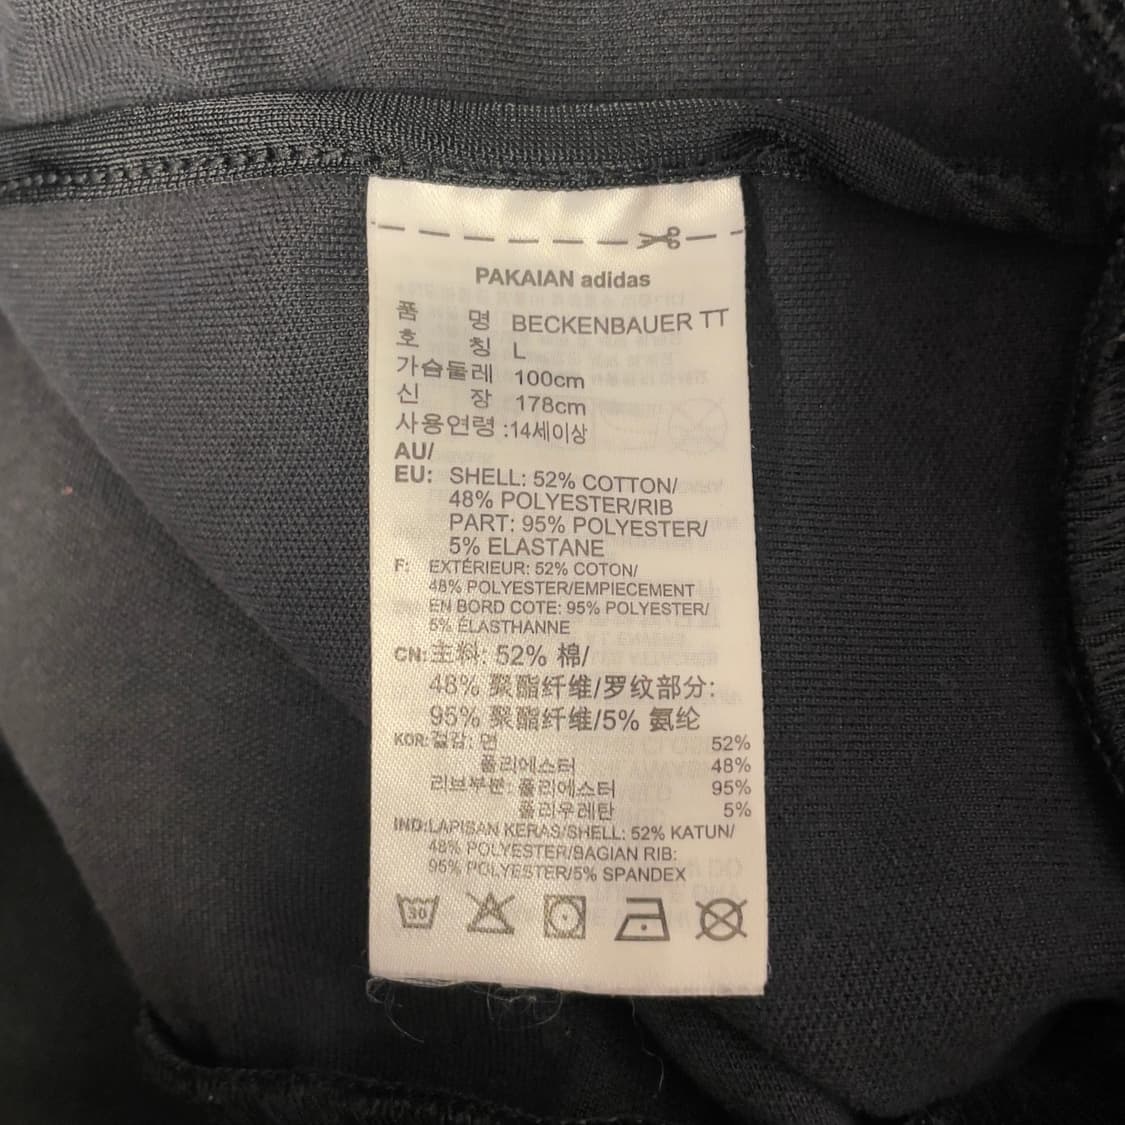 PAKAIAN adidas
품 명 BECKENBAUER TT
호 칭 L
가슴둘레 100cm
신 장 178cm
사용연령 :14세이상
AU/
EU: SHELL: 52% COTTON/
48% POLYESTER/RIB
PART: 95% POLYESTER/
5% ELASTANE
F: EXTÉRIEUR: 52% COTON/
48% POLYESTER/EMPIECEMENT
EN BORD COTE: 95% POLYESTER/
5% ÉLASTHANNE
CN: 主料: 52% 棉/
48% 聚酯纤维/罗纹部分:
95% 聚酯纤维/5% 氨纶
KOR: 겉감: 면 52%
폴리에스터 48%
리브부분: 폴리에스터 95%
폴리우레탄 5%
IND: LAPISAN KERAS/SHELL: 52% KATUN/
48% POLYESTER/BAGIAN RIB:
95% POLYESTER/5% SPANDEX
30